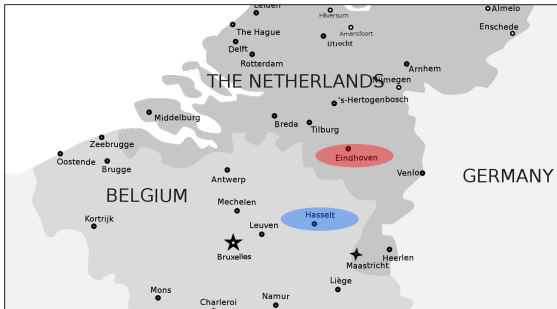 Leiden
Hilversum
Almelo
The Hague
Amersfoort
Enschede
Utrecht
Delft
Rotterdam
Arnhem
THE NETHERLANDS
Nijmegen
's-Hertogenbosch
Middelburg
Breda
Tilburg
Zeebrugge
Eindhoven
Oostende
Brugge
Venlo
GERMANY
Antwerp
BELGIUM
Mechelen
Hasselt
Kortrijk
Leuven
Bruxelles
Heerlen
Maastricht
Liège
Mons
Namur
Charleroi